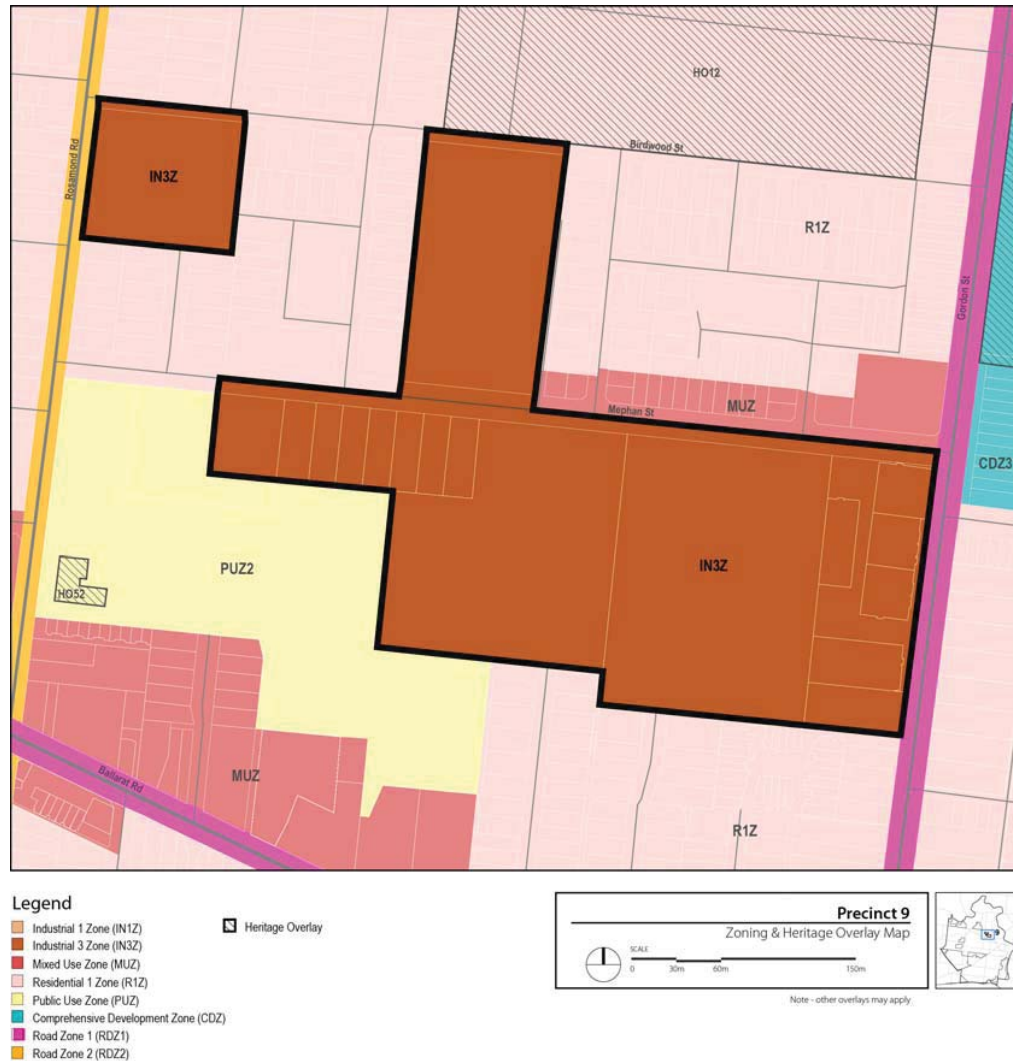 HO12
Birdwood St
Rosamond Rd
IN3Z
R1Z
Gordon St
MUZ
Mephan St
CDZ3
IN3Z
PUZ2
HO52
MUZ
Ballarat Rd
R1Z
Legend
Industrial 1 Zone (IN1Z)
Industrial 3 Zone (IN3Z)
Mixed Use Zone (MUZ)
Residential 1 Zone (R1Z)
Public Use Zone (PUZ)
Comprehensive Development Zone (CDZ)
Road Zone 1 (RDZ1)
Road Zone 2 (RDZ2)
Heritage Overlay
Precinct 9
Zoning & Heritage Overlay Map
SCALE
0 30m 60m 150m
Note - other overlays may apply